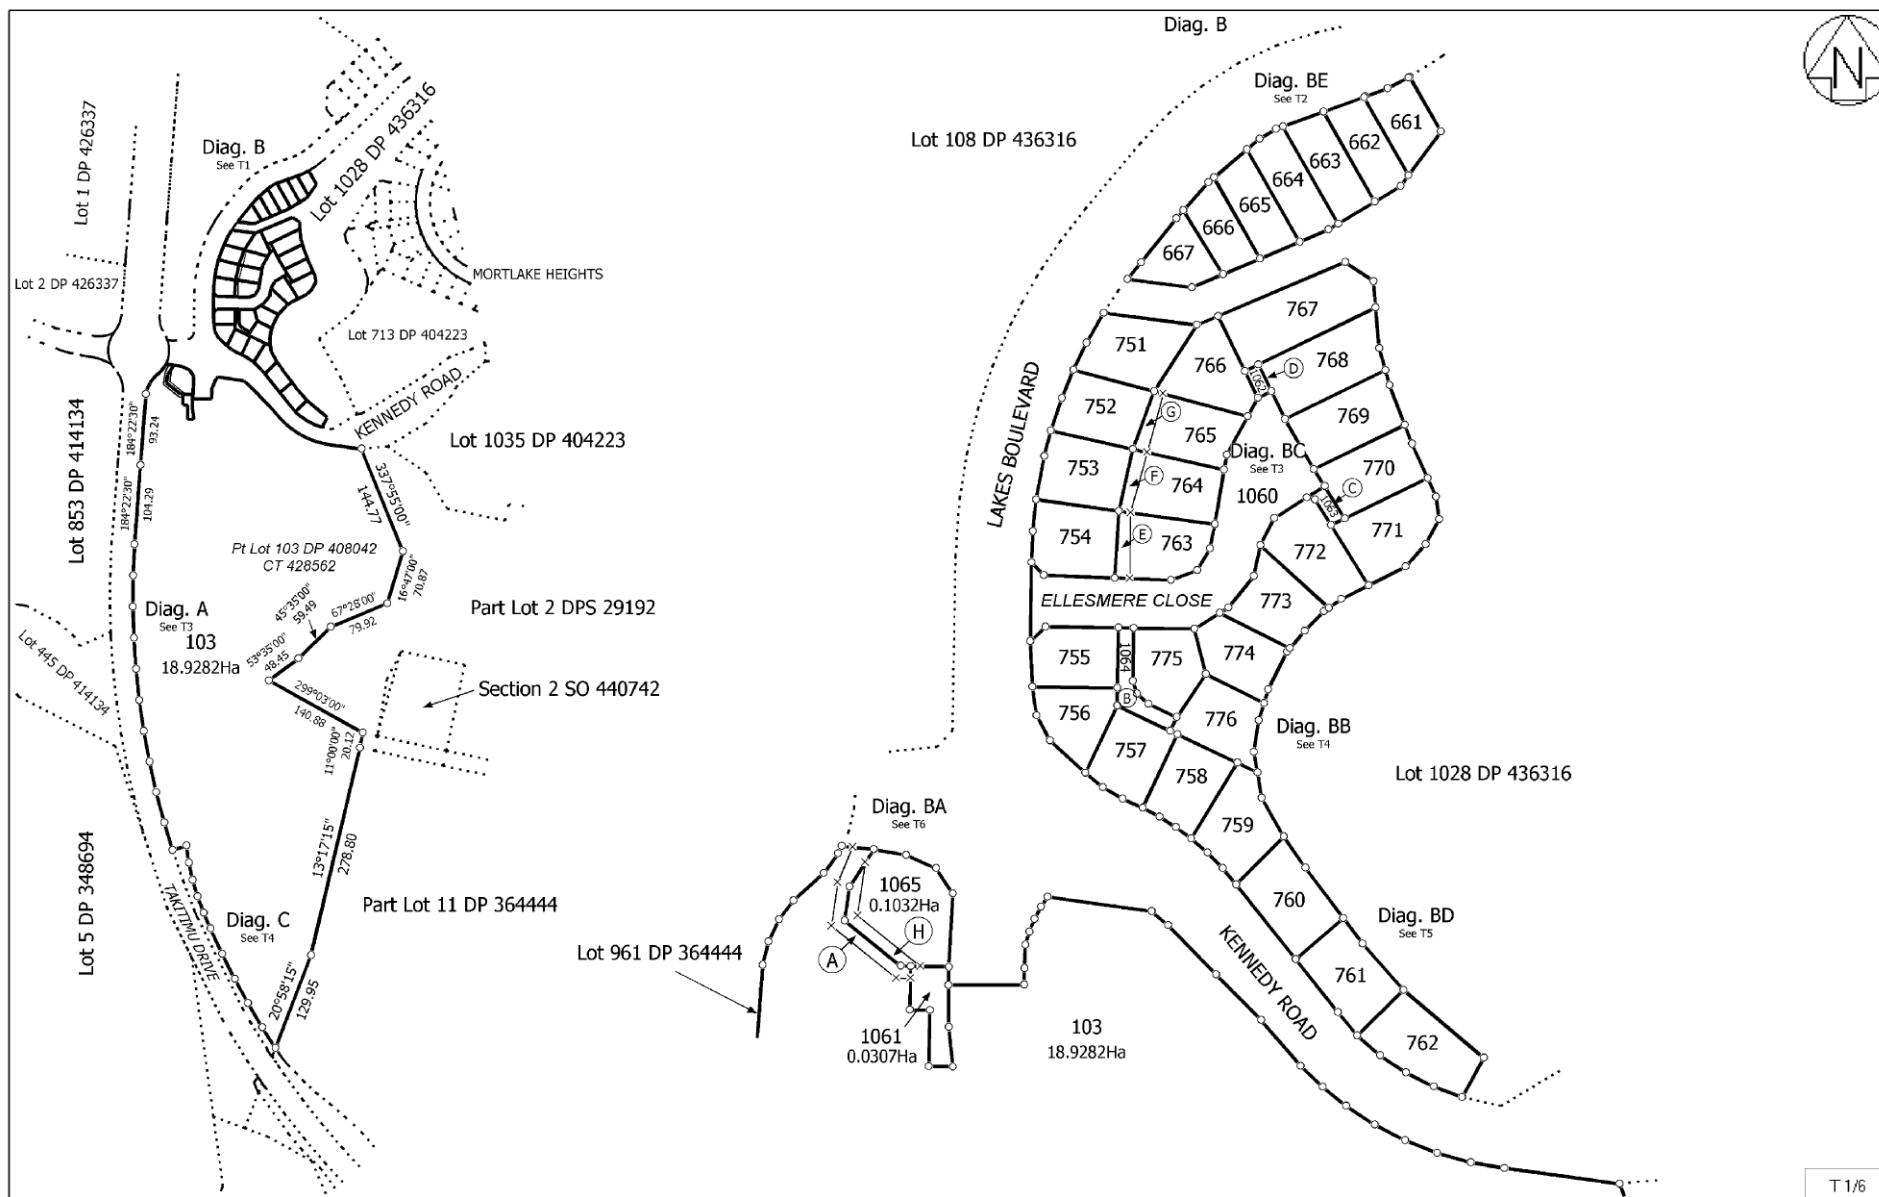 Diag. B
N
Lot 1 DP 426337
Diag. B
See T1
Lot 1028 DP 436316
Lot 2 DP 426337
MORTLAKE HEIGHTS
Lot 713 DP 404223
KENNEDY ROAD
Lot 1035 DP 404223
184°22'30"
93.24
184°22'30"
104.29
Lot 853 DP 414134
337°55'00"
144.77
Pt Lot 103 DP 408042
CT 428562
16°47'00"
70.87
67°28'00"
79.92
45°35'00"
59.49
53°35'00"
48.45
Diag. A
See T3
103
18.9282Ha
Part Lot 2 DPS 29192
Lot 445 DP 414134
299°03'00"
140.88
Section 2 SO 440742
11°00'00"
20.12
13°17'15"
278.80
Lot 5 DP 348694
TAKITIMU DRIVE
Diag. C
See T4
Part Lot 11 DP 364444
20°58'15"
129.95
Lot 108 DP 436316
Diag. BE
See T2
661
662
663
664
665
666
667
LAKES BOULEVARD
751
752
753
754
766
765
764
763
G
F
E
767
768
769
770
771
772
773
774
775
776
1062
D
1063
C
Diag. BC
See T3
1060
ELLESMERE CLOSE
755
1064
B
756
757
758
759
760
761
762
Diag. BB
See T4
Lot 1028 DP 436316
Diag. BD
See T5
KENNEDY ROAD
Diag. BA
See T6
1065
0.1032Ha
H
A
Lot 961 DP 364444
1061
0.0307Ha
103
18.9282Ha
T 1/6